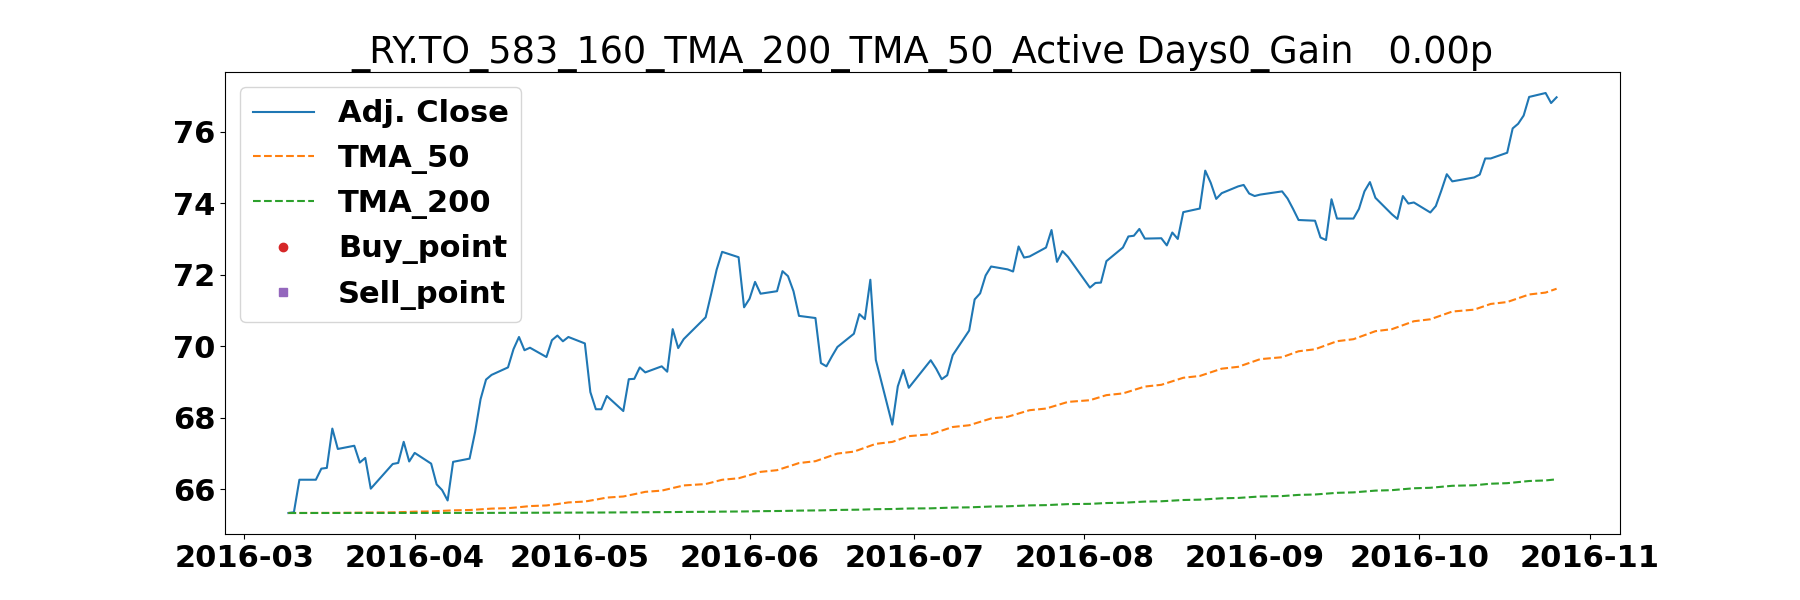 _RY.TO_583_160_TMA_200_TMA_50_Active Days0_Gain   0.00p
Adj. Close
TMA_50
TMA_200
Buy_point
Sell_point
76
74
72
70
68
66
2016-03 2016-04 2016-05 2016-06 2016-07 2016-08 2016-09 2016-10 2016-11